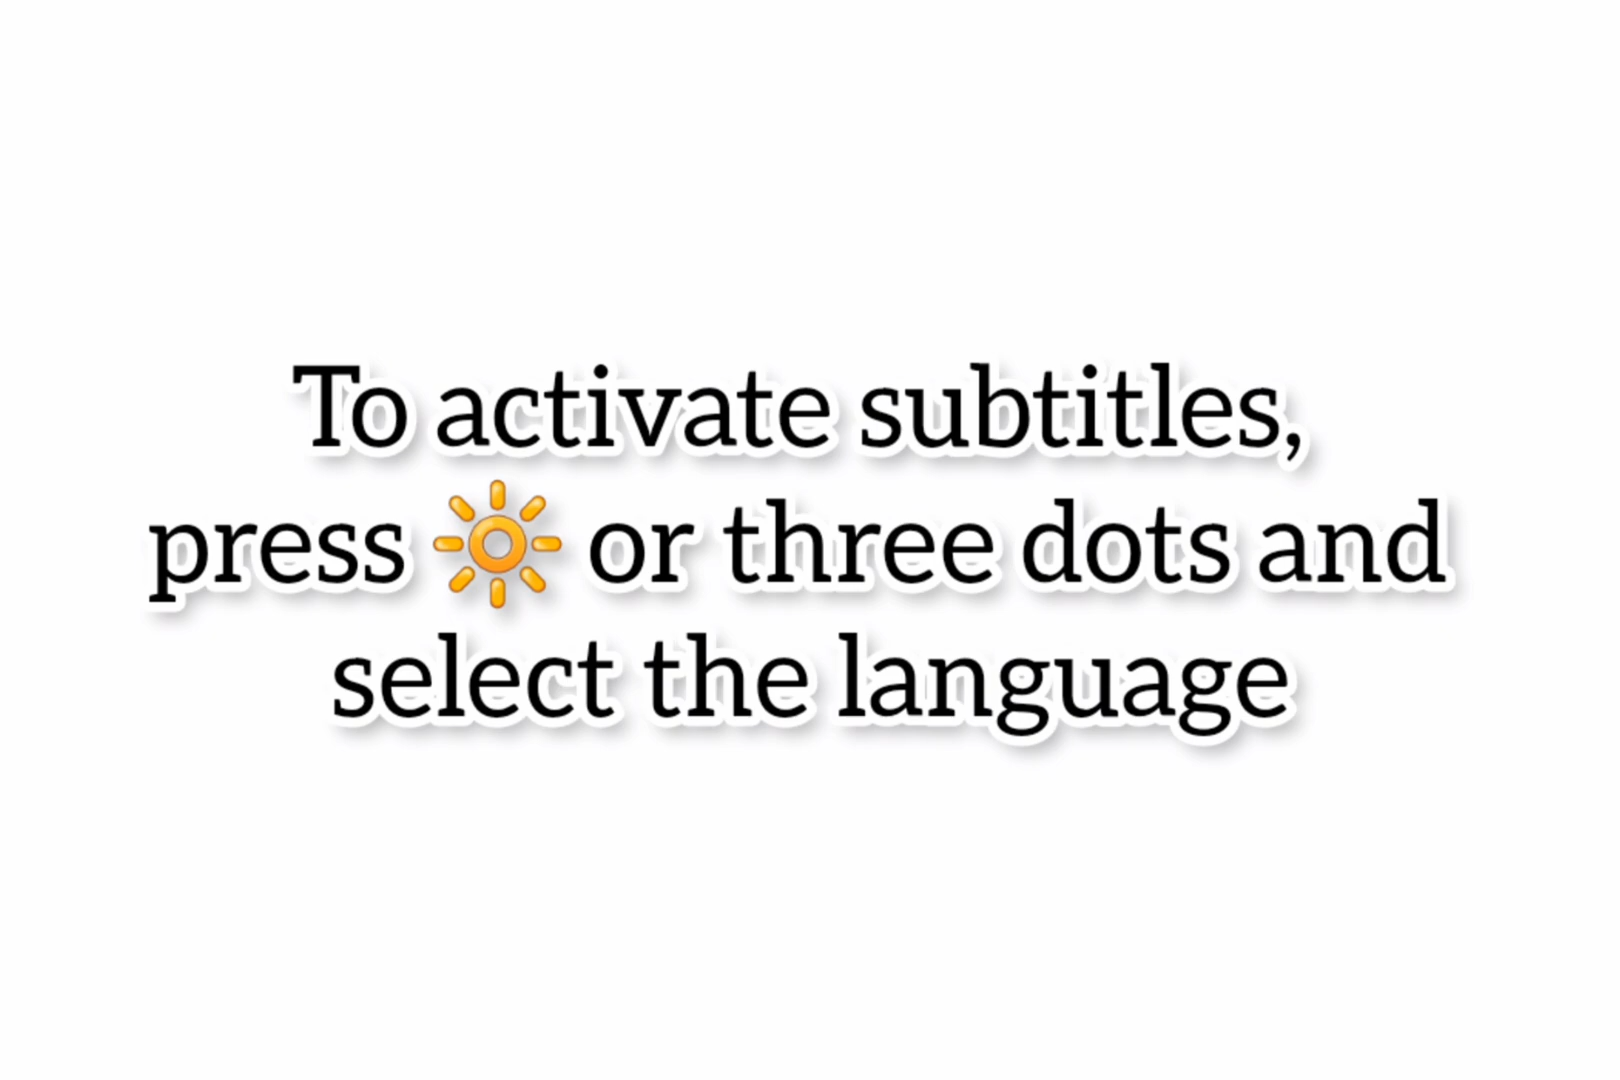 To activate subtitles,
press 🔆 or three dots and
select the language